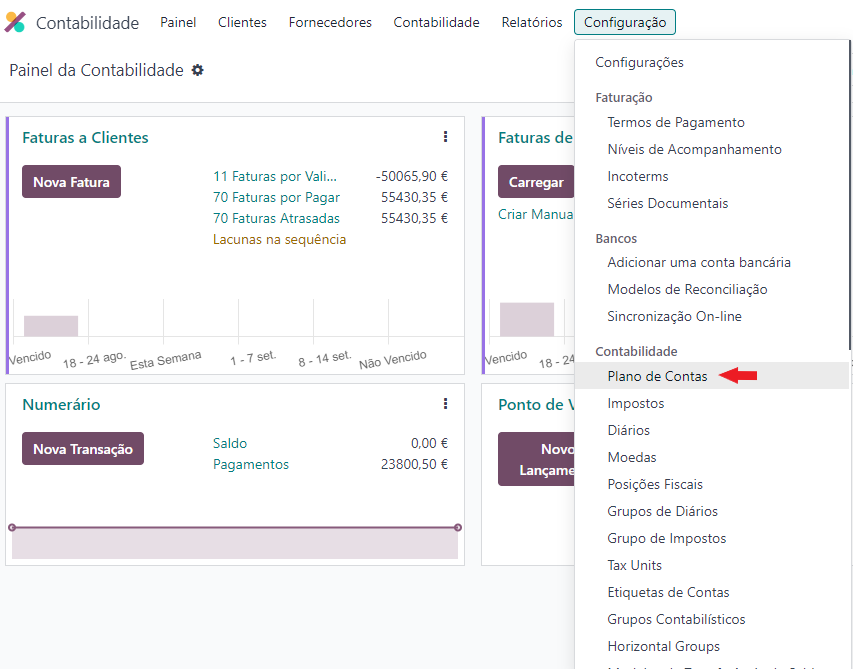 Contabilidade Painel Clientes Fornecedores Contabilidade Relatórios Configuração
Painel da Contabilidade
Faturas a Clientes
Nova Fatura
11 Faturas por Vali... -50065,90 €
70 Faturas por Pagar 55430,35 €
70 Faturas Atrasadas 55430,35 €
Lacunas na sequência
Vencido 18 - 24 ago. Esta Semana 1 - 7 set. 8 - 14 set. Não Vencido
Faturas de
Carregar
Criar Manua
Vencido 18 - 24
Numerário
Nova Transação
Saldo 0,00 €
Pagamentos 23800,50 €
Ponto de V
Novo
Lançame
Configurações
Faturação
Termos de Pagamento
Níveis de Acompanhamento
Incoterms
Séries Documentais
Bancos
Adicionar uma conta bancária
Modelos de Reconciliação
Sincronização On-line
Contabilidade
Plano de Contas
Impostos
Diários
Moedas
Posições Fiscais
Grupos de Diários
Grupo de Impostos
Tax Units
Etiquetas de Contas
Grupos Contabilísticos
Horizontal Groups